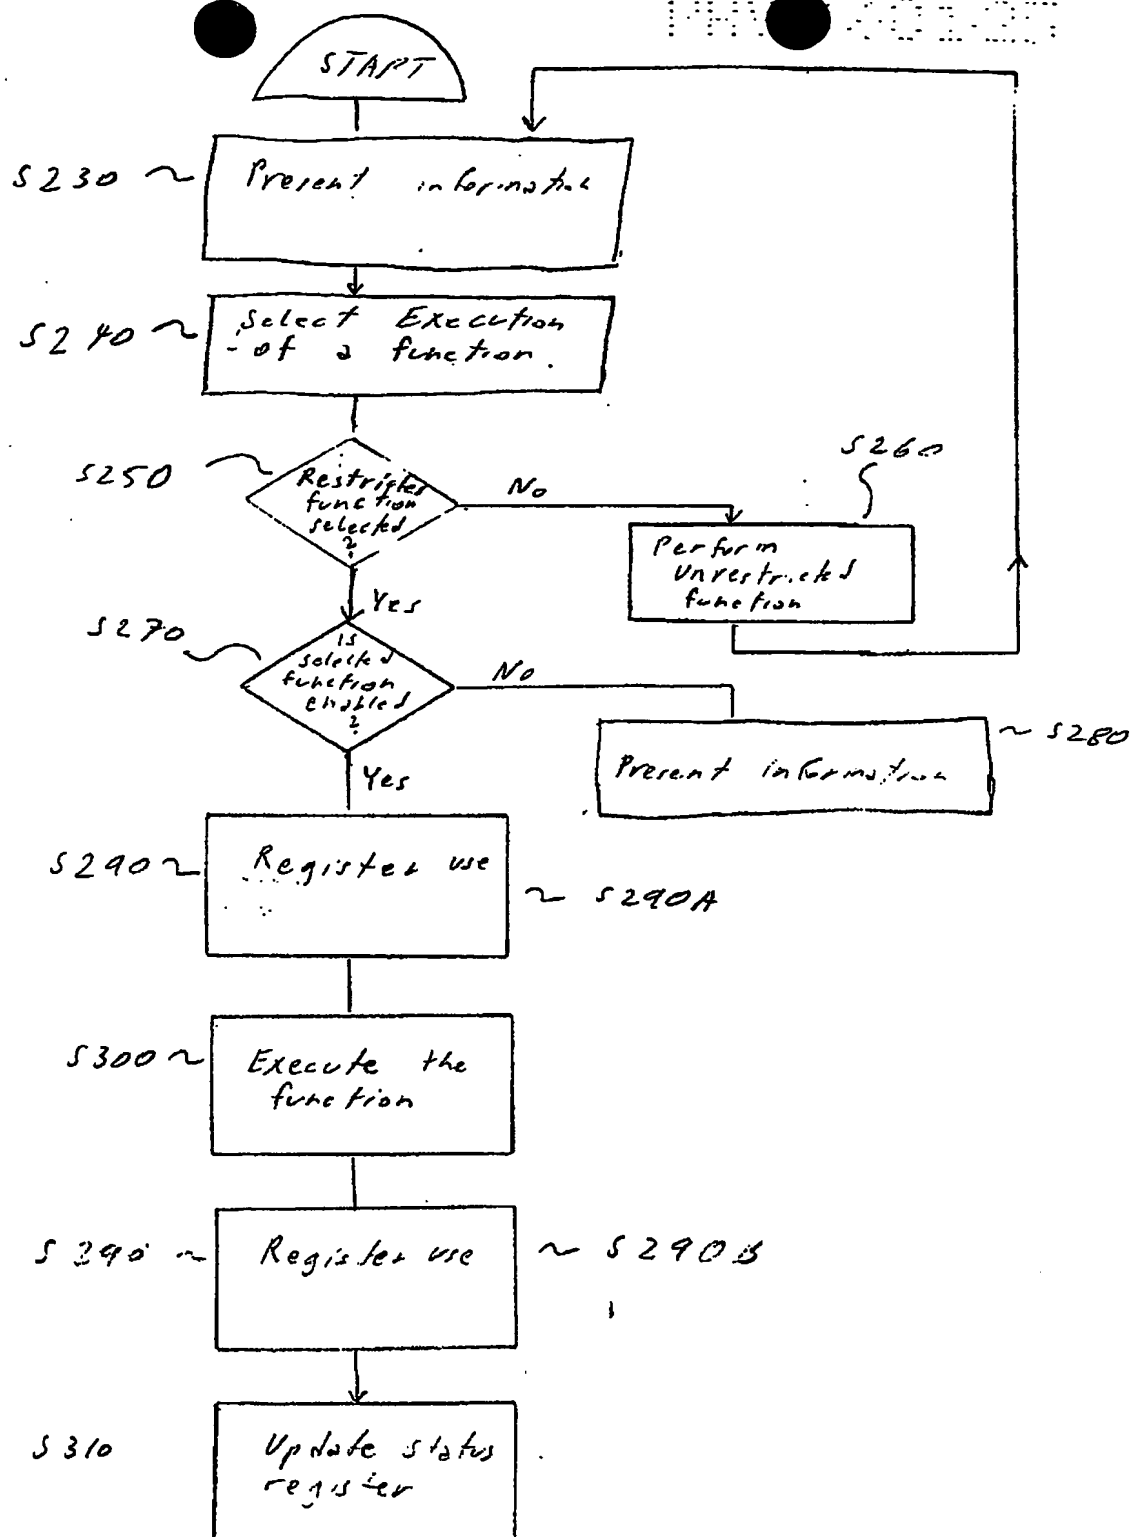 START
S230
Present information
S240
Select Execution
of a function
S250
Restricted
function
selected
?
No
S260
Perform
unrestricted
function
Yes
S270
is
selected
function
enabled
?
No
S280
Present information
Yes
S290
Register use
S290A
S300
Execute the
function
S290
Register use
S290B
S310
Update status
register